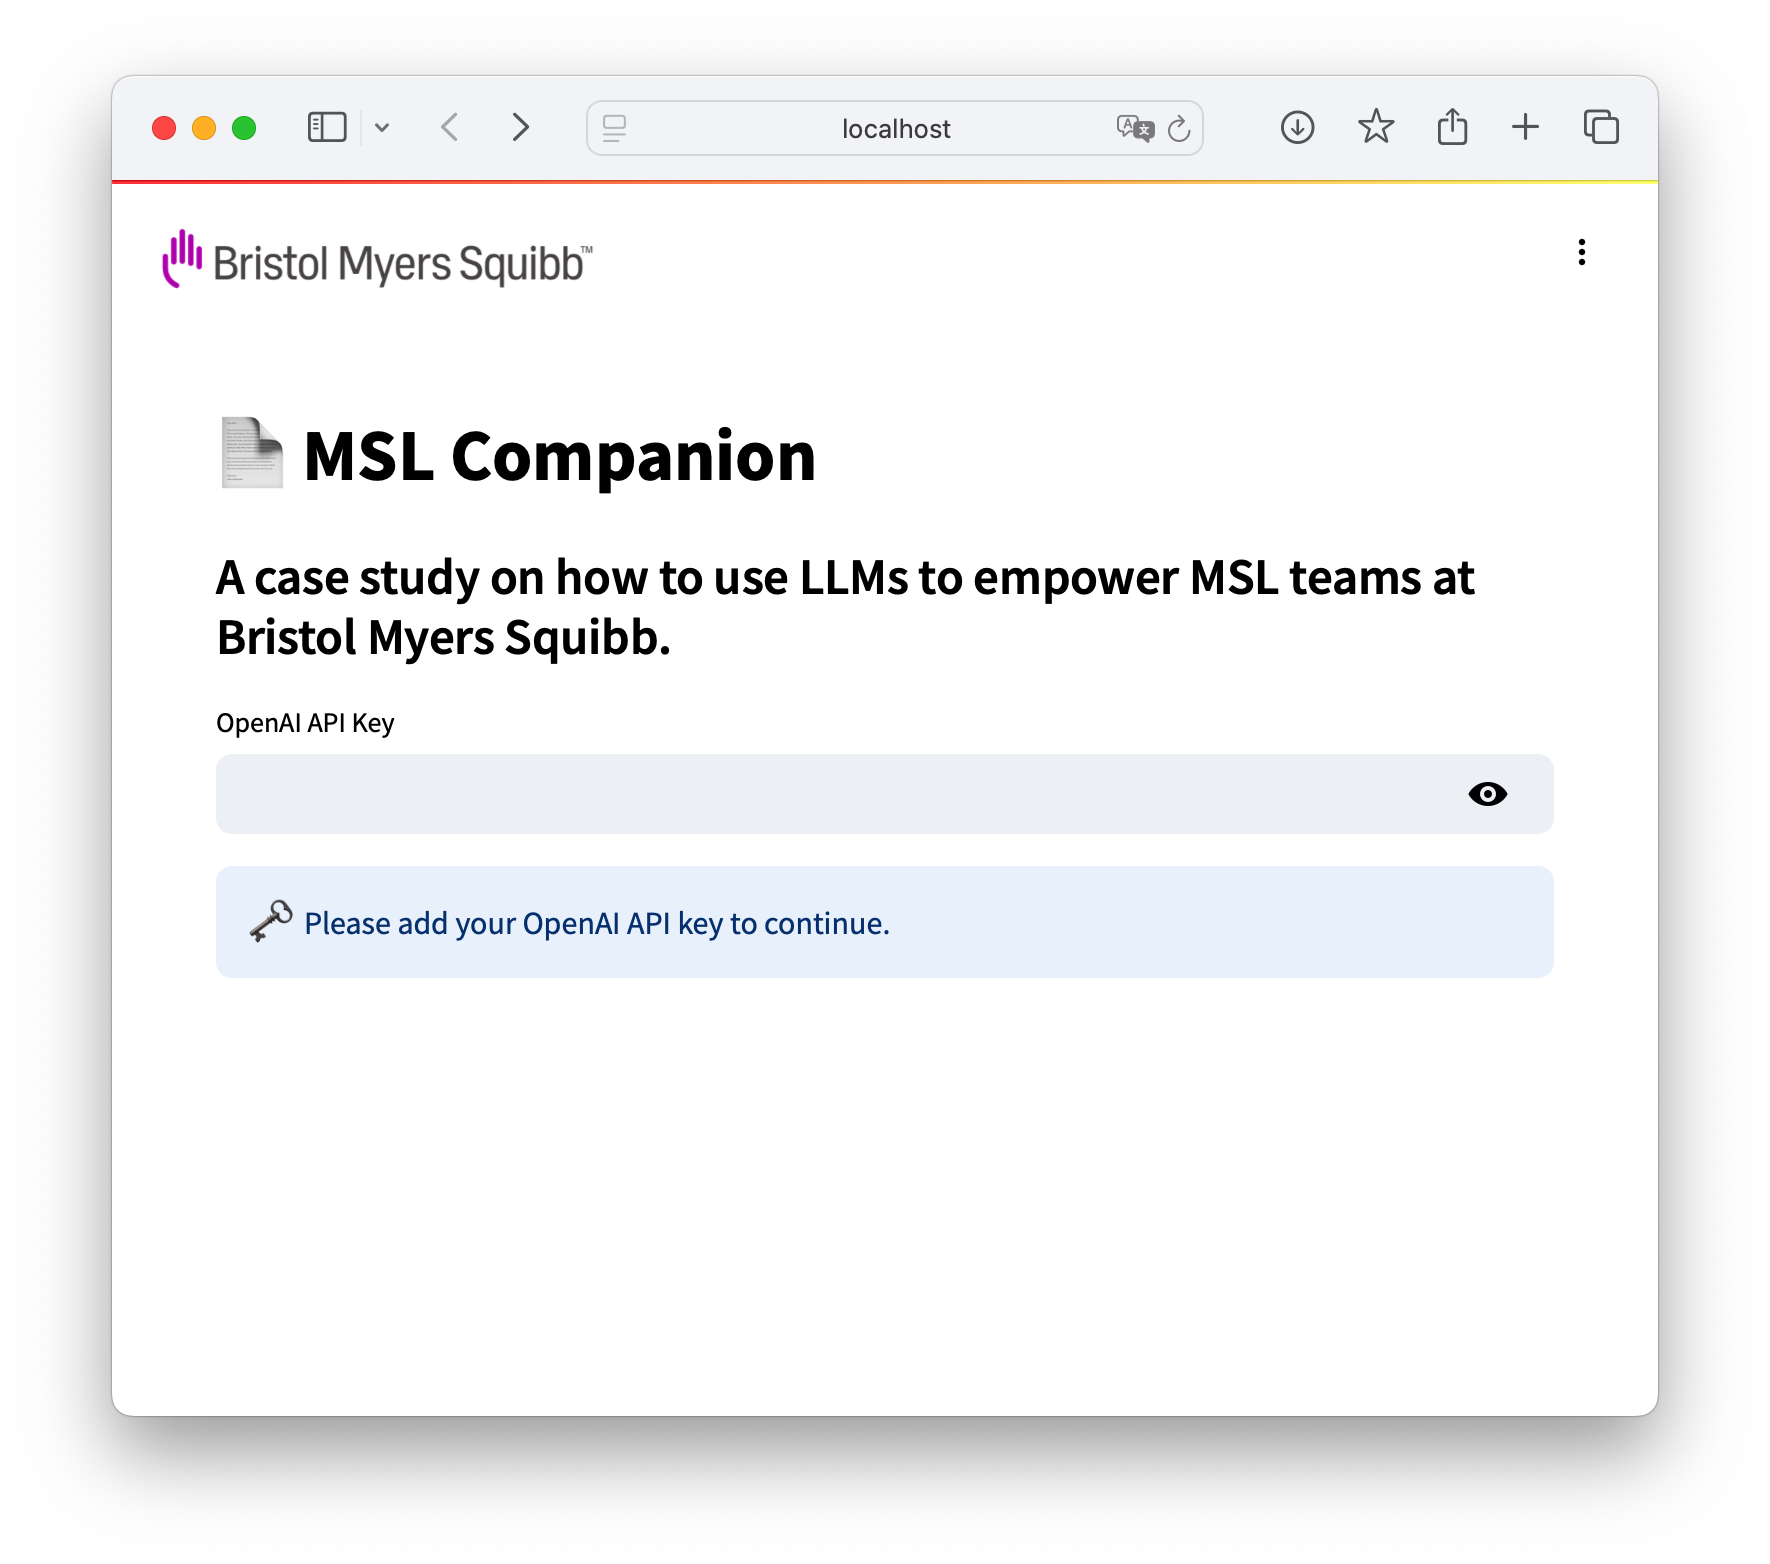 localhost
Bristol Myers Squibb™
MSL Companion
A case study on how to use LLMs to empower MSL teams at
Bristol Myers Squibb.
OpenAI API Key
Please add your OpenAI API key to continue.